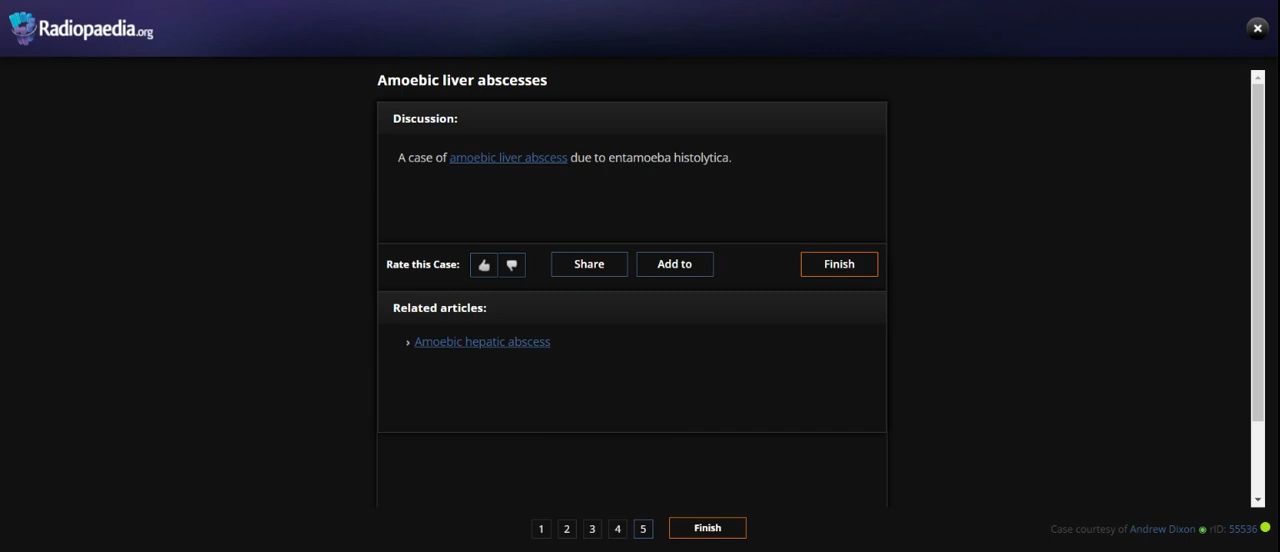 Radiopaedia.org
Amoebic liver abscesses
Discussion:
A case of amoebic liver abscess due to entamoeba histolytica.
Rate this Case:
Share
Add to
Finish
Related articles:
› Amoebic hepatic abscess
1 2 3 4 5 Finish
Case courtesy of Andrew Dixon rID: 55536